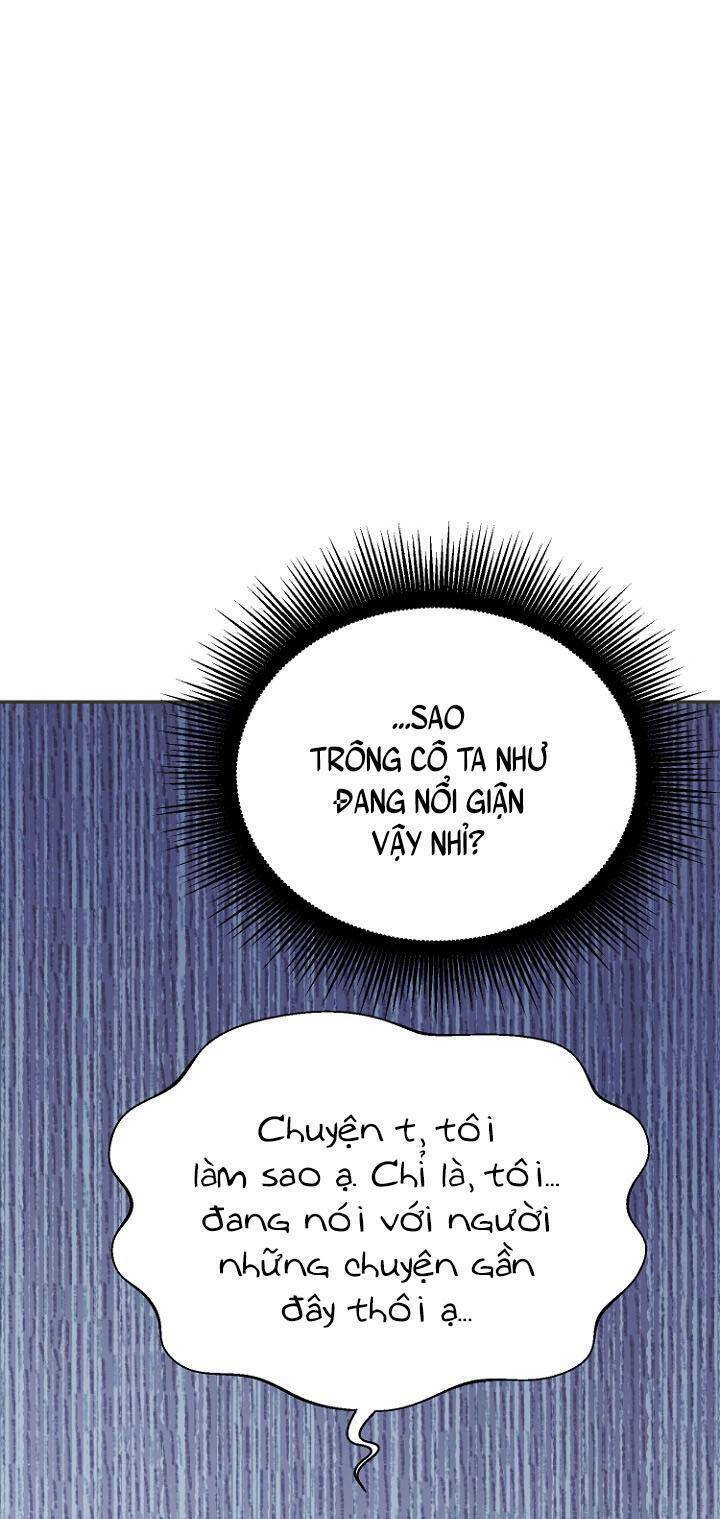 ...SAO
TRÔNG CÔ TA NHƯ
ĐANG NỔI GIẬN
VẬY NHỈ?
Chuyện t, tôi
làm sao ạ. Chỉ là, tôi...
đang nói với người
những chuyện gần
đây thôi ạ...